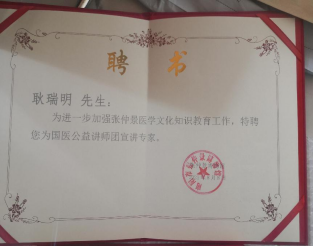 聘 书
耿瑞明 先生：
为进一步加强张仲景医学文化知识教育工作，特聘
您为国医公益讲师团宣讲专家。